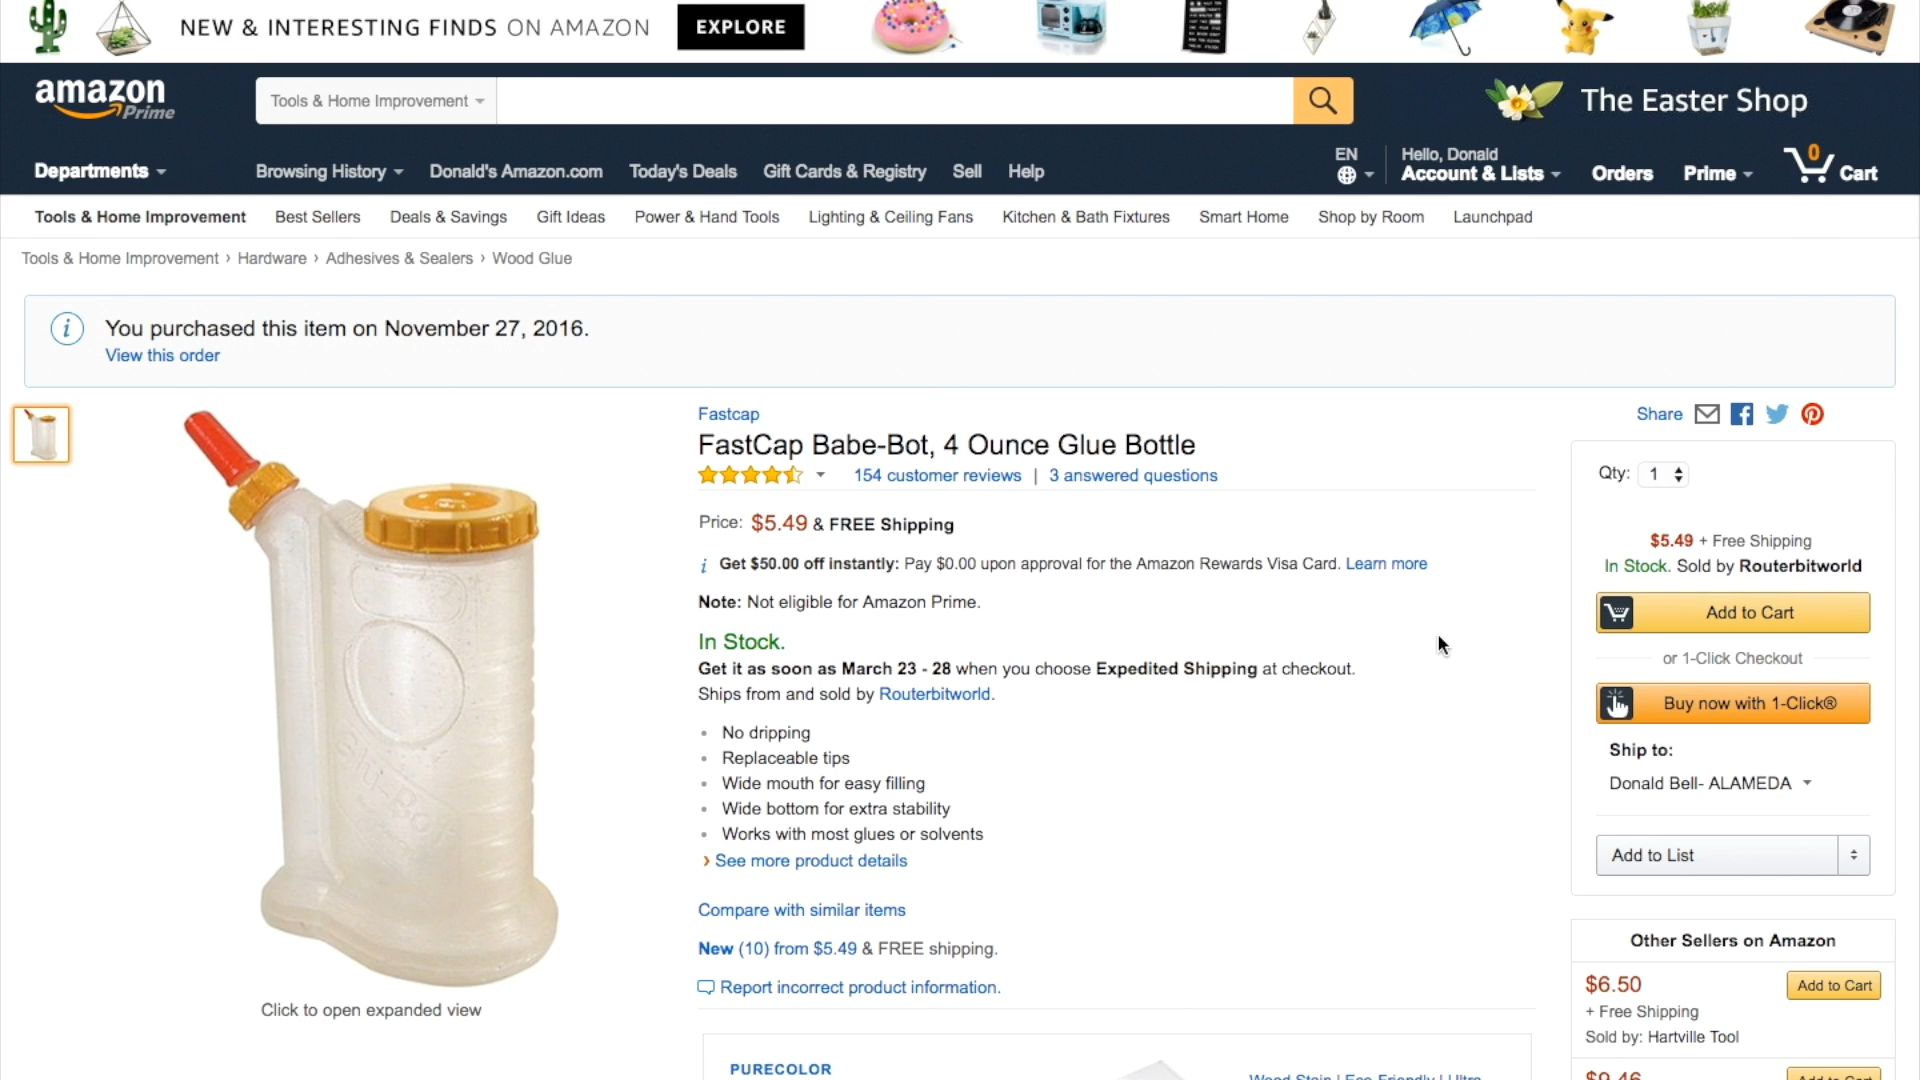 NEW & INTERESTING FINDS ON AMAZON EXPLORE
amazon Prime
Tools & Home Improvement
The Easter Shop
Departments
Browsing History Donald's Amazon.com Today's Deals Gift Cards & Registry Sell Help
EN
Hello, Donald
Account & Lists
Orders
Prime
0
Cart
Tools & Home Improvement Best Sellers Deals & Savings Gift Ideas Power & Hand Tools Lighting & Ceiling Fans Kitchen & Bath Fixtures Smart Home Shop by Room Launchpad
Tools & Home Improvement › Hardware › Adhesives & Sealers › Wood Glue
You purchased this item on November 27, 2016.
View this order
Fastcap
FastCap Babe-Bot, 4 Ounce Glue Bottle
154 customer reviews | 3 answered questions
Price: $5.49 & FREE Shipping
Get $50.00 off instantly: Pay $0.00 upon approval for the Amazon Rewards Visa Card. Learn more
Note: Not eligible for Amazon Prime.
In Stock.
Get it as soon as March 23 - 28 when you choose Expedited Shipping at checkout.
Ships from and sold by Routerbitworld.
• No dripping
• Replaceable tips
• Wide mouth for easy filling
• Wide bottom for extra stability
• Works with most glues or solvents
› See more product details
Compare with similar items
New (10) from $5.49 & FREE shipping.
Report incorrect product information.
Click to open expanded view
PURECOLOR
Wood Stain | Eco-Friendly | Ultra
Share
Qty: 1
$5.49 + Free Shipping
In Stock. Sold by Routerbitworld
Add to Cart
or 1-Click Checkout
Buy now with 1-Click®
Ship to:
Donald Bell- ALAMEDA
Add to List
Other Sellers on Amazon
$6.50
Add to Cart
+ Free Shipping
Sold by: Hartville Tool
$9.46
Add to Cart